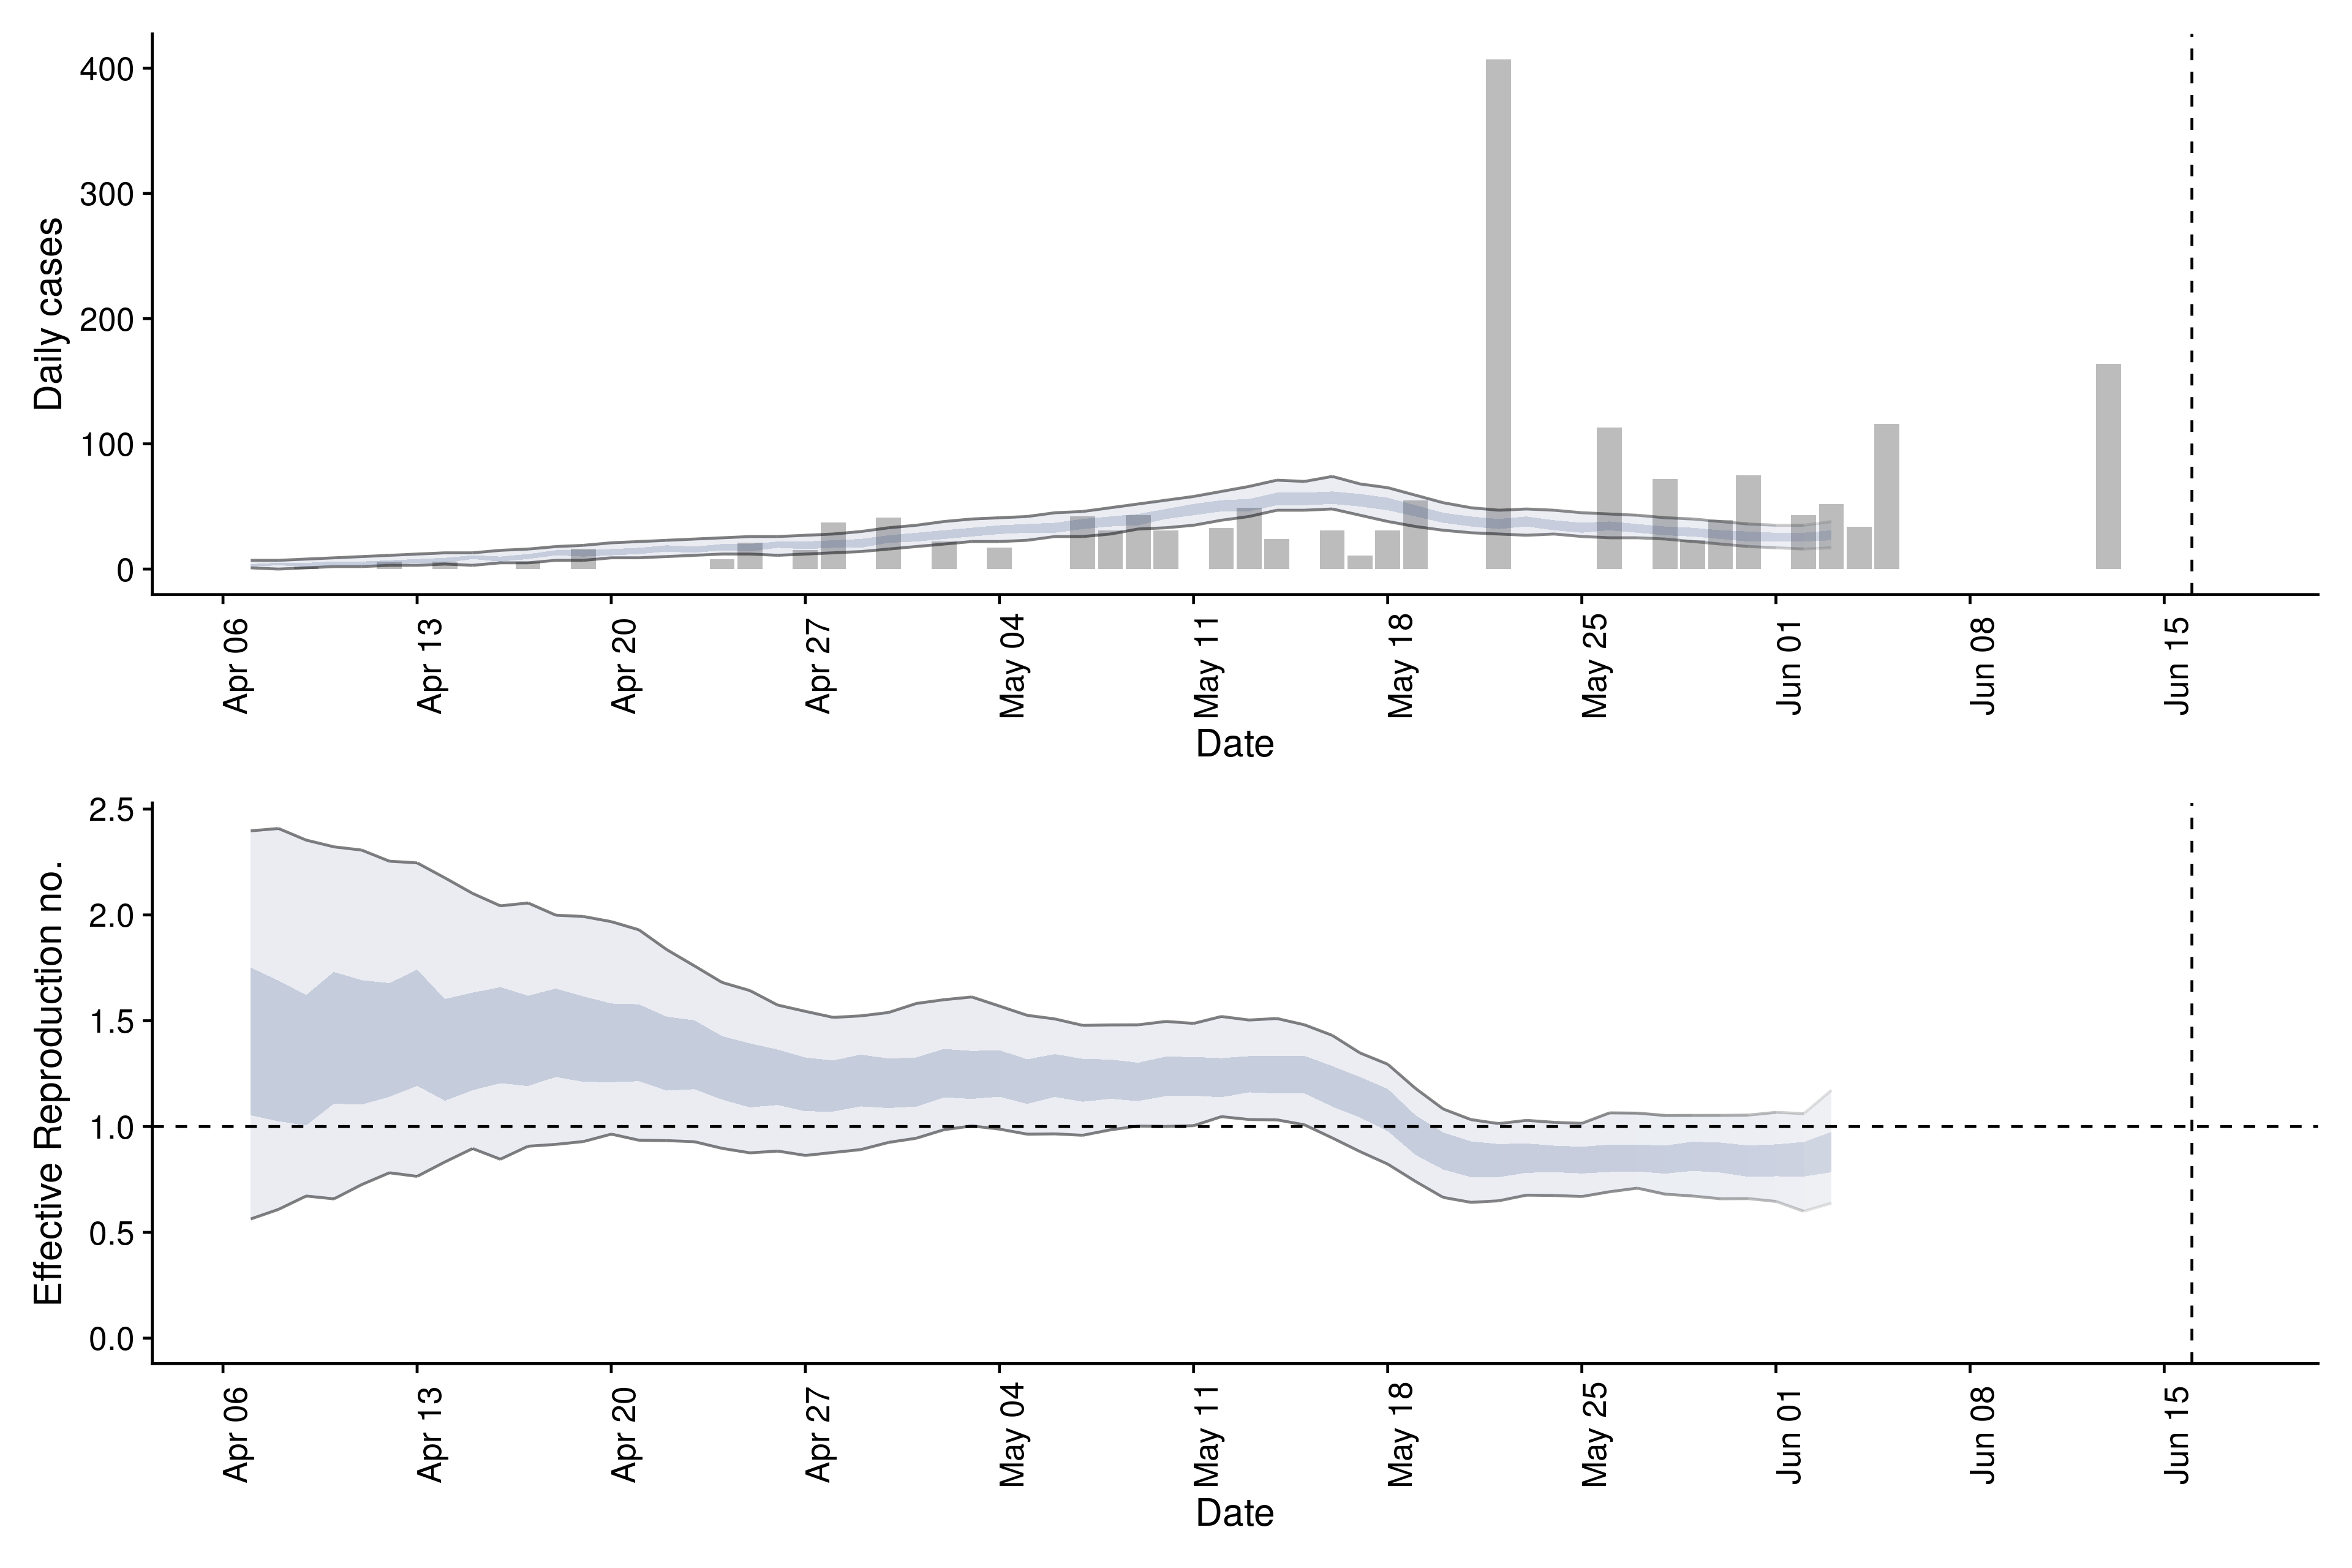 400
300
200
100
0
Daily cases
Apr 06
Apr 13
Apr 20
Apr 27
May 04
May 11
May 18
May 25
Jun 01
Jun 08
Jun 15
Date
2.5
2.0
1.5
1.0
0.5
0.0
Effective Reproduction no.
Apr 06
Apr 13
Apr 20
Apr 27
May 04
May 11
May 18
May 25
Jun 01
Jun 08
Jun 15
Date